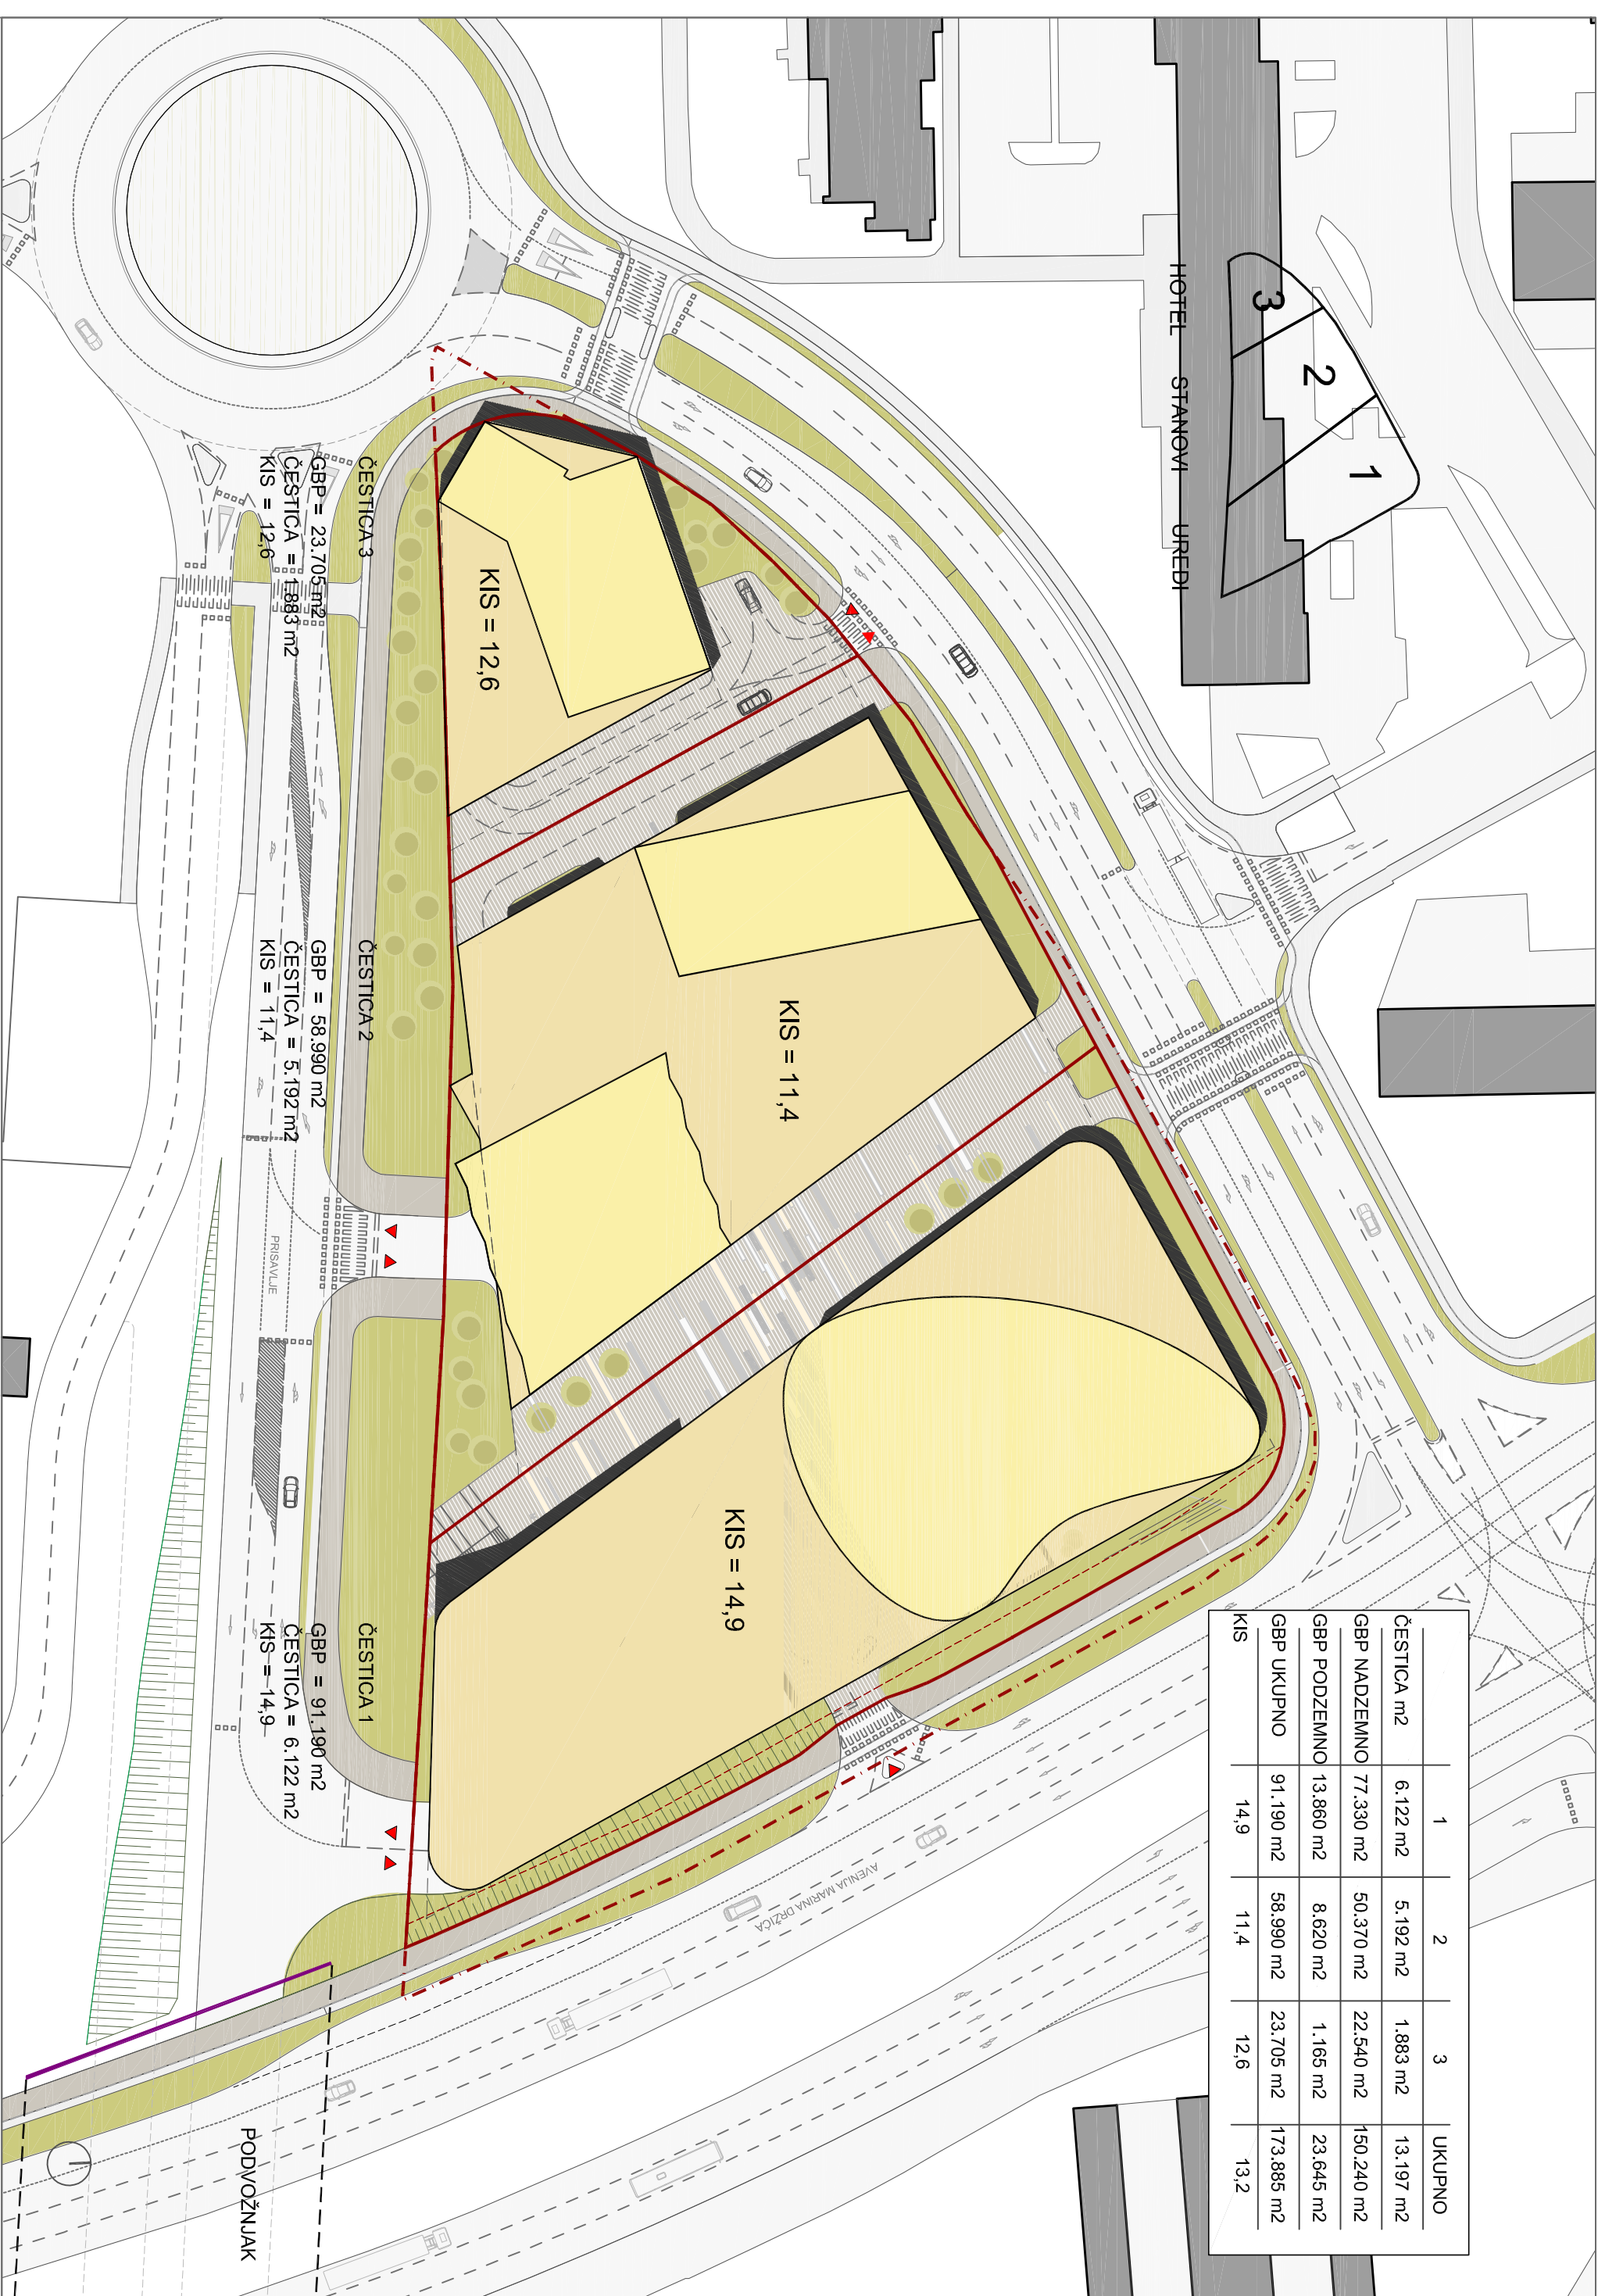 3
2
1
HOTEL STANOVI UREDI
KIS = 12,6
KIS = 11,4
KIS = 14,9
ČESTICA 3
GBP = 23.705 m2
ČESTICA = 1.883 m2
KIS = 12,6
ČESTICA 2
GBP = 58.990 m2
ČESTICA = 5.192 m2
KIS = 11,4
ČESTICA 1
GBP = 91.190 m2
ČESTICA = 6.122 m2
KIS = 14,9
PRISAVLJE
AVENIJA MARINA DRŽIĆA
PODVOŽNJAK
1 2 3 UKUPNO
ČESTICA m2 6.122 m2 5.192 m2 1.883 m2 13.197 m2
GBP NADZEMNO 77.330 m2 50.370 m2 22.540 m2 150.240 m2
GBP PODZEMNO 13.860 m2 8.620 m2 1.165 m2 23.645 m2
GBP UKUPNO 91.190 m2 58.990 m2 23.705 m2 173.885 m2
KIS 14,9 11,4 12,6 13,2